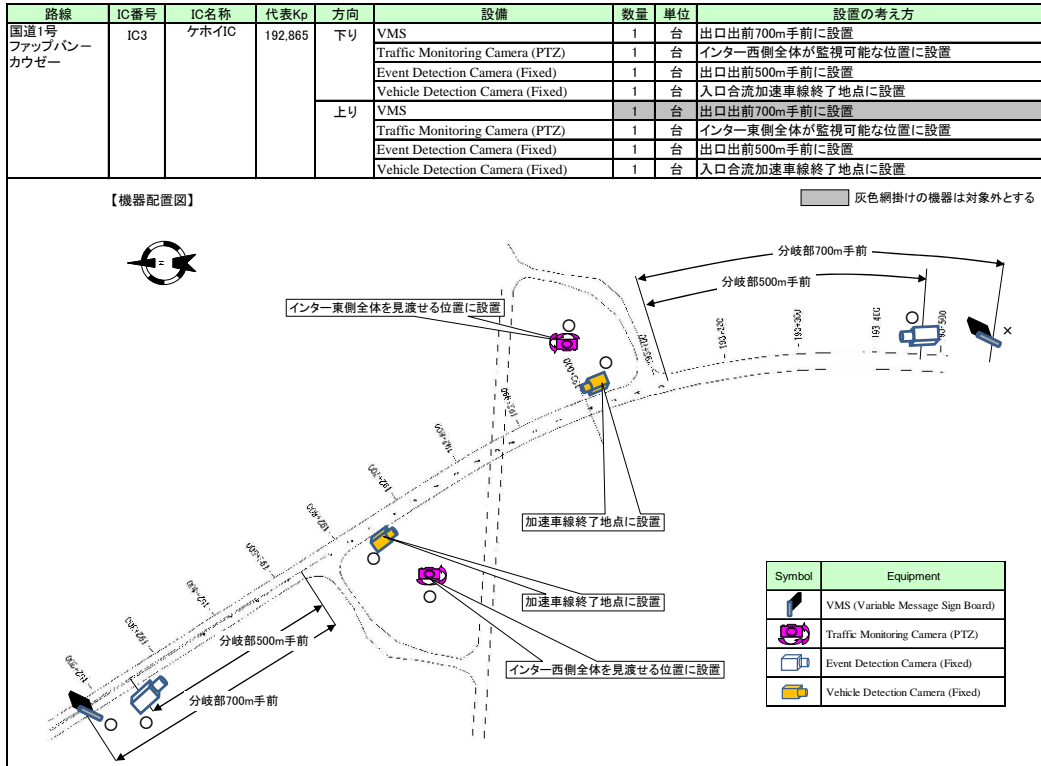 路線 IC番号 IC名称 代表Kp 方向 設備 数量 単位 設置の考え方
国道1号 IC3 ケホイIC 192,865 下り VMS 1 台 出口出前700m手前に設置
ファップバンー Traffic Monitoring Camera (PTZ) 1 台 インター西側全体が監視可能な位置に設置
カウゼー Event Detection Camera (Fixed) 1 台 出口出前500m手前に設置
Vehicle Detection Camera (Fixed) 1 台 入口合流加速車線終了地点に設置
上り VMS 1 台 出口出前700m手前に設置
Traffic Monitoring Camera (PTZ) 1 台 インター東側全体が監視可能な位置に設置
Event Detection Camera (Fixed) 1 台 出口出前500m手前に設置
Vehicle Detection Camera (Fixed) 1 台 入口合流加速車線終了地点に設置
【機器配置図】
灰色網掛けの機器は対象外とする
分岐部700m手前
分岐部500m手前
インター東側全体を見渡せる位置に設置
193+300
193 400
加速車線終了地点に設置
192+700
192+600
加速車線終了地点に設置
インター西側全体を見渡せる位置に設置
分岐部500m手前
分岐部700m手前
Symbol Equipment
VMS (Variable Message Sign Board)
Traffic Monitoring Camera (PTZ)
Event Detection Camera (Fixed)
Vehicle Detection Camera (Fixed)